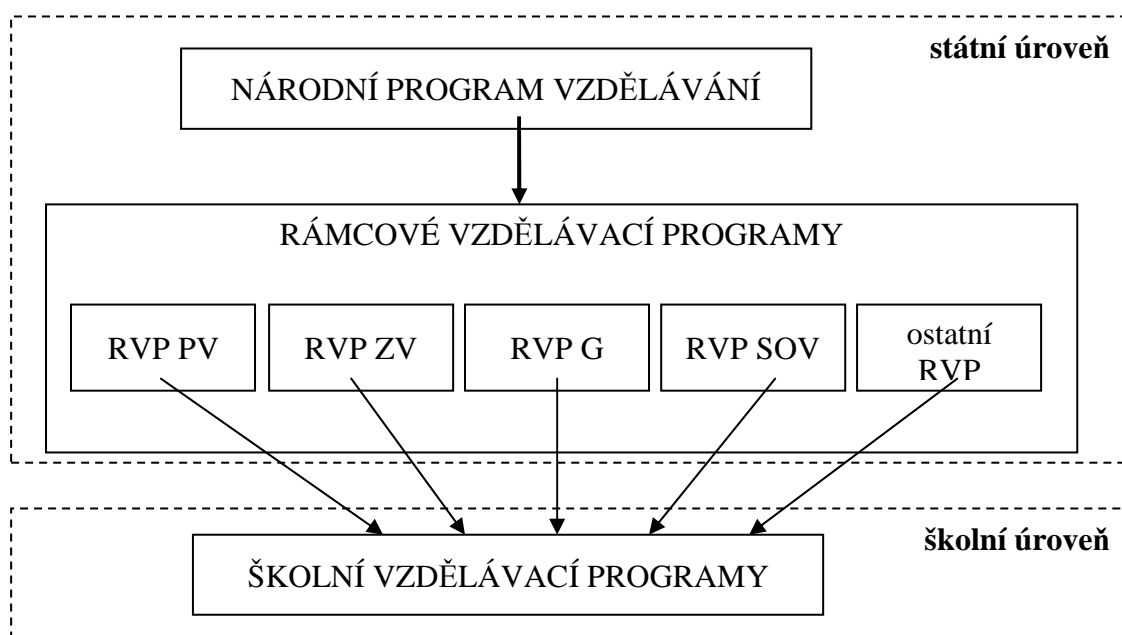 státní úroveň
NÁRODNÍ PROGRAM VZDĚLÁVÁNÍ
RÁMCOVÉ VZDĚLÁVACÍ PROGRAMY
RVP PV
RVP ZV
RVP G
RVP SOV
ostatní
RVP
školní úroveň
ŠKOLNÍ VZDĚLÁVACÍ PROGRAMY